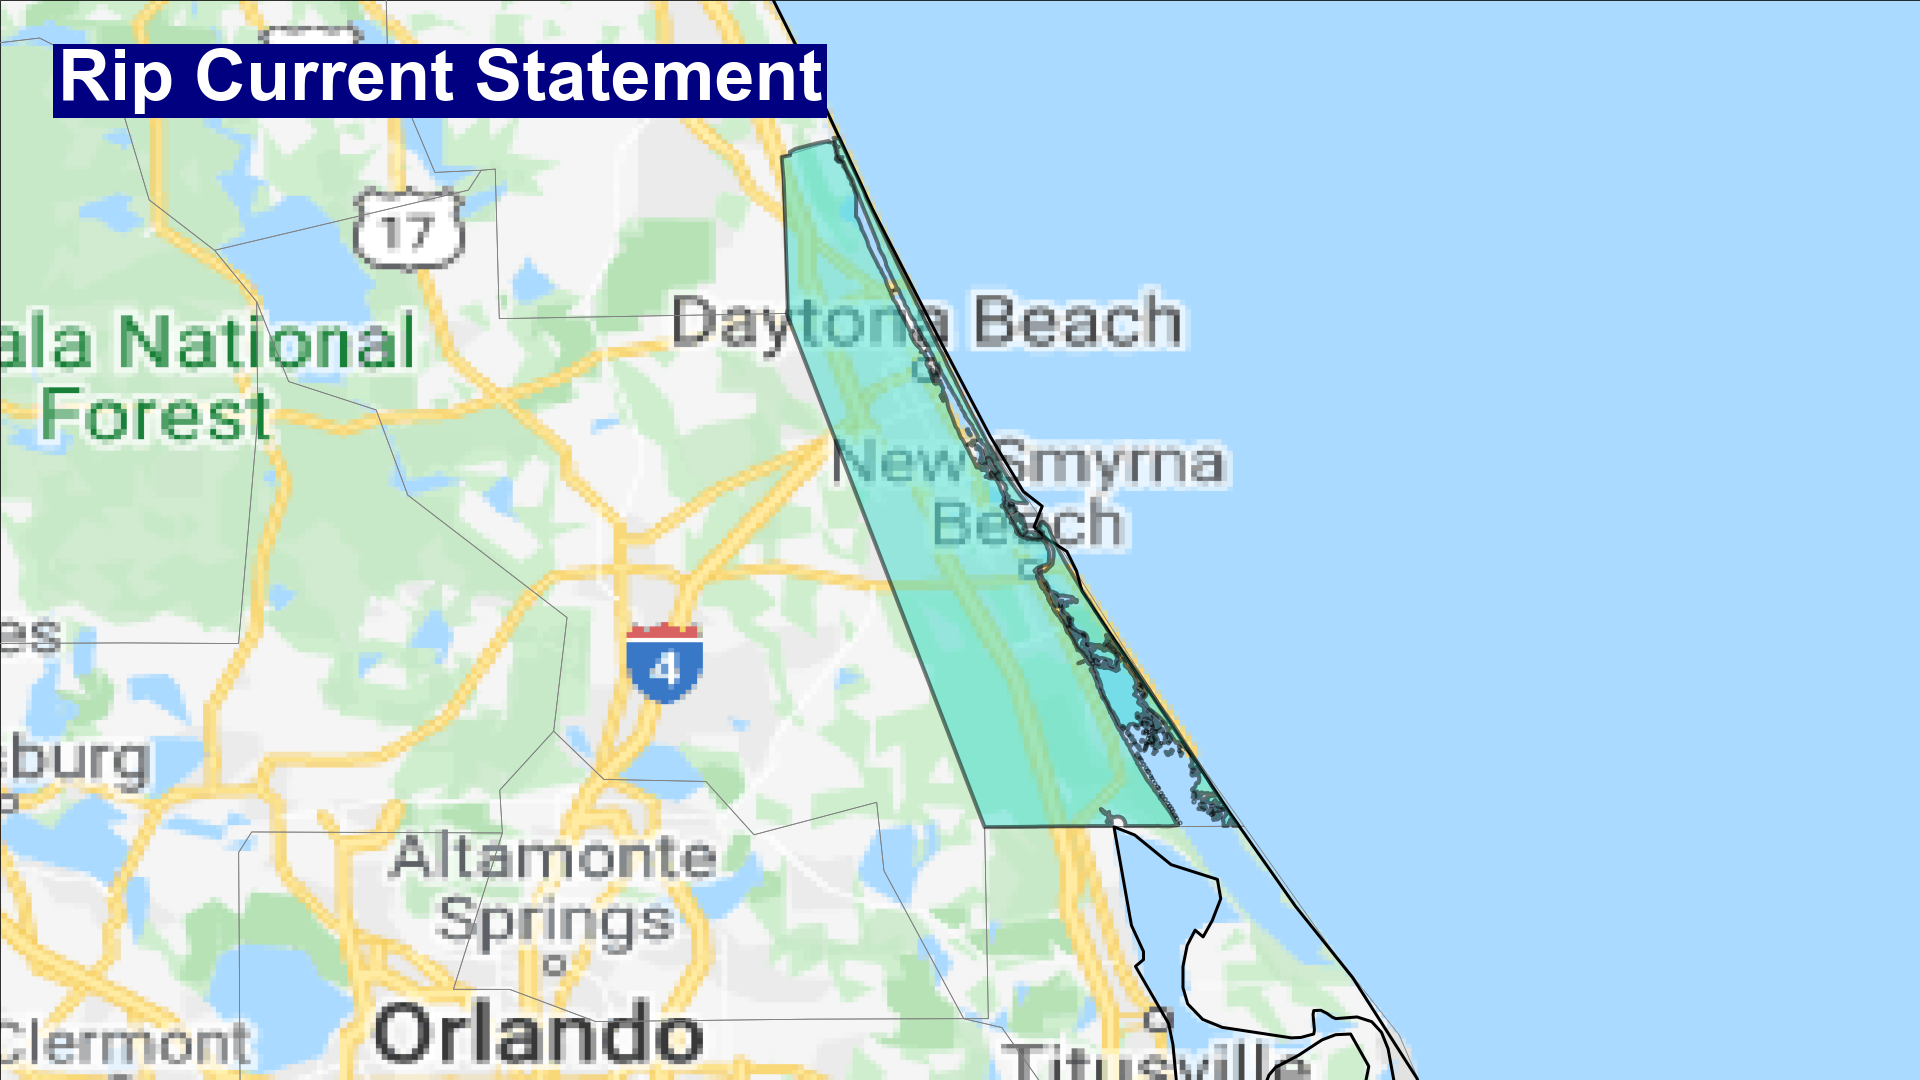 Rip Current Statement
17
Daytona Beach
ala National
Forest
New Smyrna
Beach
es
4
sburg
Altamonte
Springs
Orlando
Clermont
Titusville